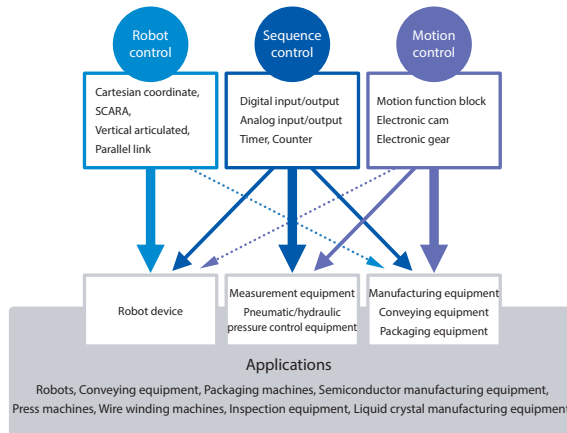 Robot
control
Sequence
control
Motion
control
Cartesian coordinate,
SCARA,
Vertical articulated,
Parallel link
Digital input/output
Analog input/output
Timer, Counter
Motion function block
Electronic cam
Electronic gear
Robot device
Measurement equipment
Pneumatic/hydraulic
pressure control equipment
Manufacturing equipment
Conveying equipment
Packaging equipment
Applications
Robots, Conveying equipment, Packaging machines, Semiconductor manufacturing equipment,
Press machines, Wire winding machines, Inspection equipment, Liquid crystal manufacturing equipment